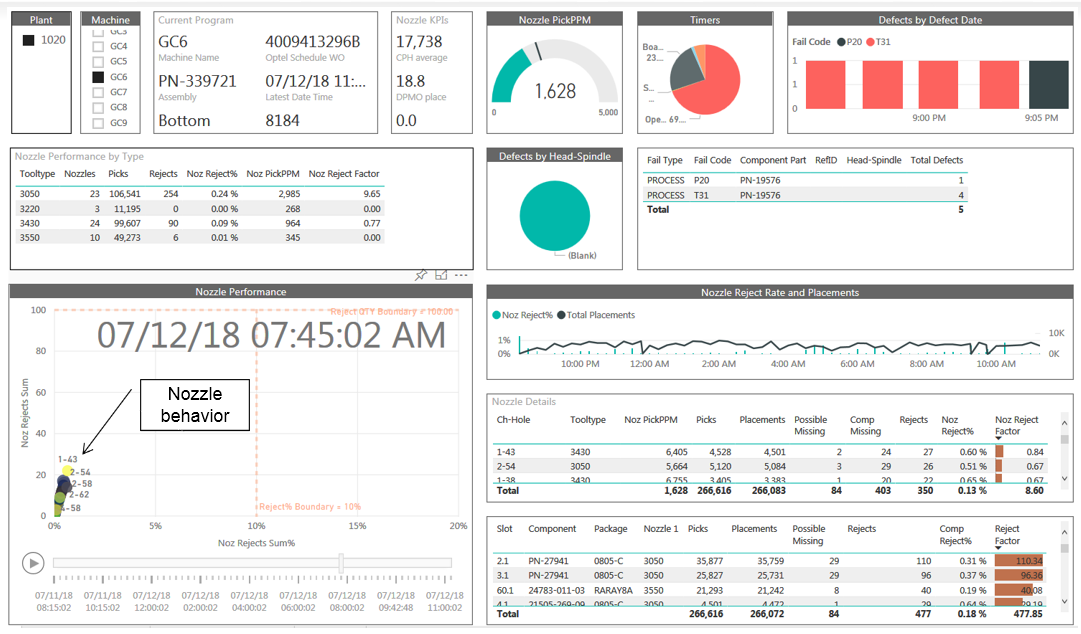 Plant
1020
Machine
GC3
GC4
GC5
GC6
GC7
GC8
GC9
Current Program
GC6 4009413296B
Machine Name Optel Schedule WO
PN-339721 07/12/18 11:...
Assembly Latest Date Time
Bottom 8184
Nozzle KPIs
17,738
CPH average
18.8
DPMO place
0.0
Nozzle PickPPM
1,628
0 5,000
Timers
Boa...
23....
S...
...
Ope... 69....
Defects by Defect Date
Fail Code P20 T31
1
1
0
9:00 PM 9:05 PM
Nozzle Performance by Type
Tooltype Nozzles Picks Rejects Noz Reject% Noz PickPPM Noz Reject Factor
3050 23 106,541 254 0.24 % 2,985 9.65
3220 3 11,195 0 0.00 % 268 0.00
3430 24 99,607 90 0.09 % 964 0.77
3550 10 49,273 6 0.01 % 345 0.00
Defects by Head-Spindle
(Blank)
Fail Type Fail Code Component Part RefID Head-Spindle Total Defects
PROCESS P20 PN-19576 1
PROCESS T31 PN-19576 4
Total 5
Nozzle Performance
100
Reject QTY Boundary = 100.00
07/12/18 07:45:02 AM
80
60
40
20
0
Noz Rejects Sum
Nozzle
behavior
1-43
2-54
2-58
2-62
4-58
Reject% Boundary = 10%
0% 5% 10% 15% 20%
Noz Rejects Sum%
07/11/18 07/11/18 07/11/18 07/12/18 07/12/18 07/12/18 07/12/18 07/12/18 07/12/18
08:15:02 10:15:02 12:00:02 02:00:02 04:00:02 06:00:02 08:00:02 09:42:48 11:00:02
Nozzle Reject Rate and Placements
Noz Reject% Total Placements
1% 10K
0% 0K
10:00 PM 12:00 AM 2:00 AM 4:00 AM 6:00 AM 8:00 AM 10:00 AM
Nozzle Details
Ch-Hole Tooltype Noz PickPPM Picks Placements Possible Missing Comp Missing Rejects Noz Reject% Noz Reject Factor
1-43 3430 6,405 4,528 4,501 2 24 27 0.60 % 0.84
2-54 3050 5,664 5,120 5,084 3 29 26 0.51 % 0.67
1-38 3430 6,755 3,405 3,383 1 20 22 0.65 % 0.67
Total 1,628 266,616 266,083 84 403 350 0.13 % 8.60
Slot Component Package Nozzle 1 Picks Placements Possible Missing Rejects Comp Reject% Reject Factor
2.1 PN-27941 0805-C 3050 35,877 35,759 29 110 0.31 % 110.34
3.1 PN-27941 0805-C 3050 25,827 25,731 29 96 0.37 % 96.36
60.1 24783-011-03 RARAY8A 3550 21,293 21,242 8 40 0.19 % 40.08
4.1 21505-269-09 0805-C 3050 4,501 4,472 1 29 0.64 % 29.19
Total 266,616 266,072 84 477 0.18 % 477.85